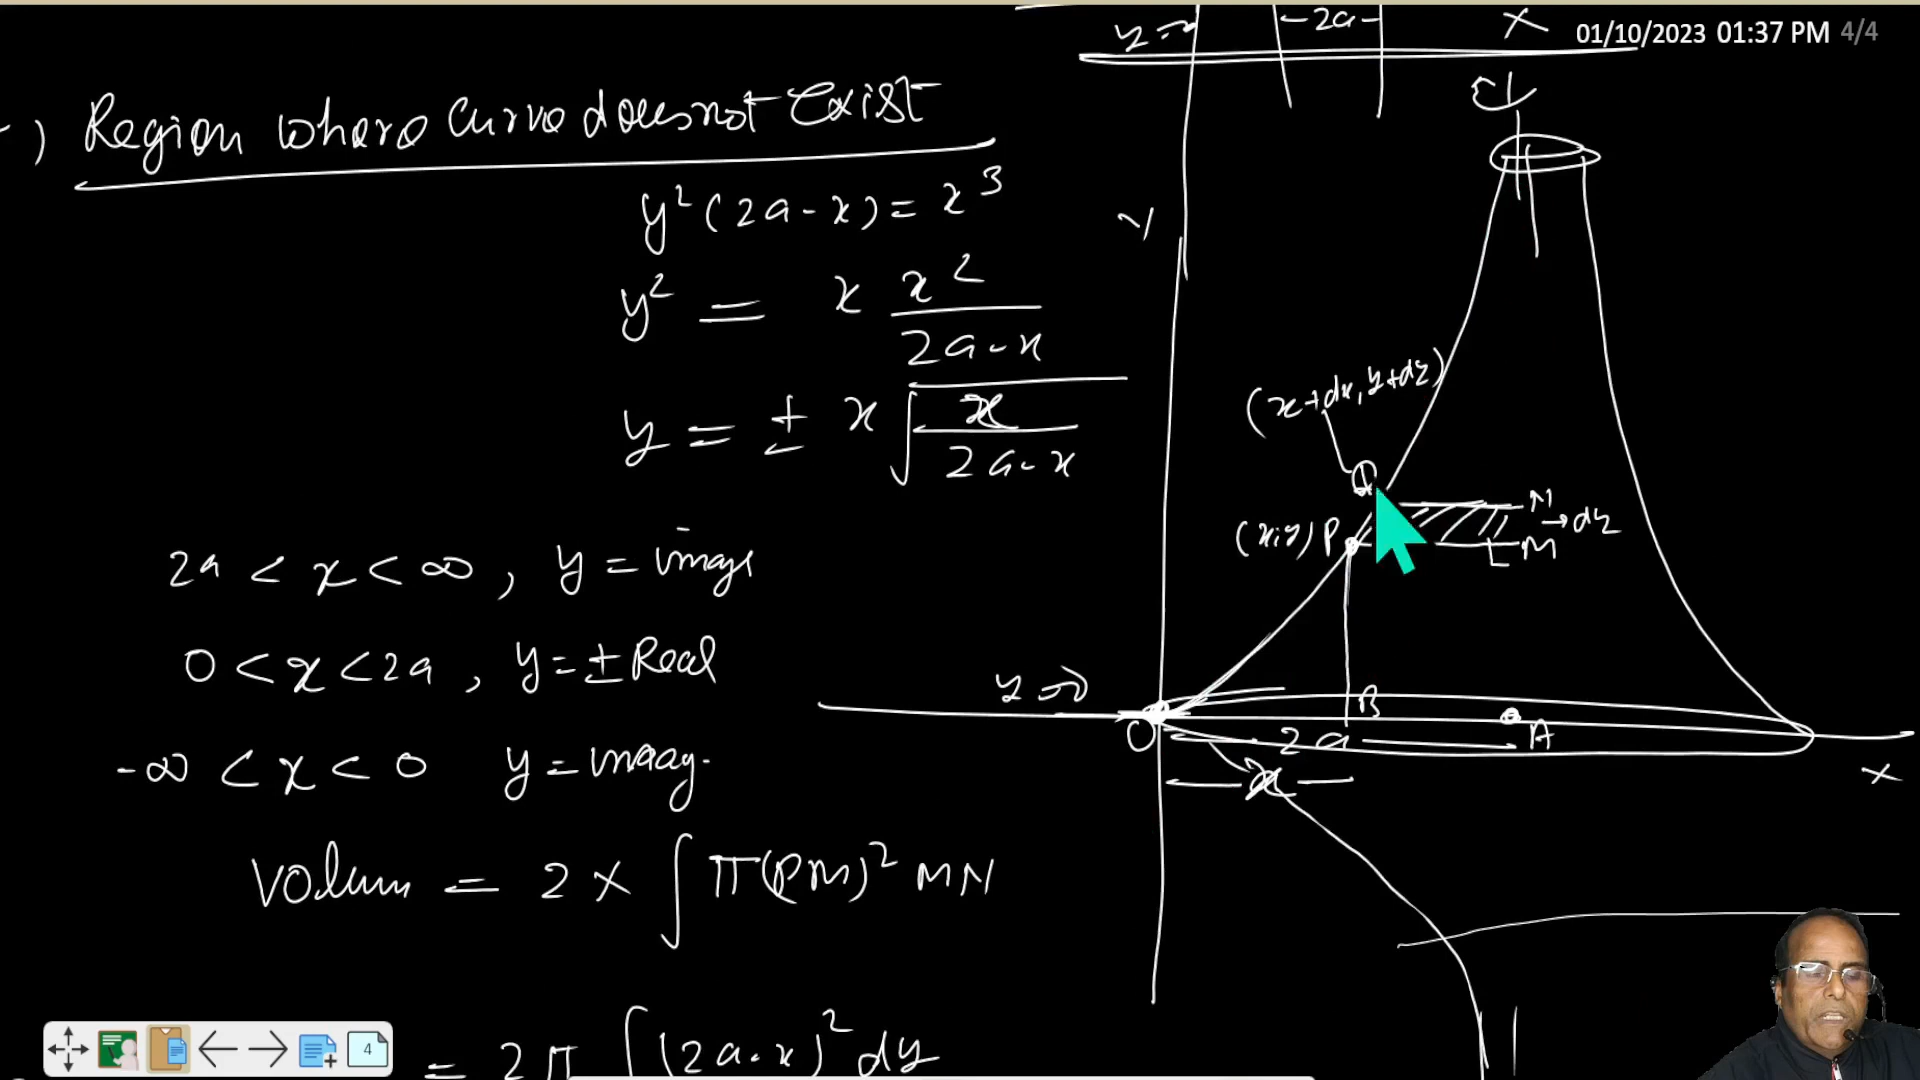 01/10/2023 01:37 PM 4/4
) Region where Curve does not Exist
y²(2a-x) = x³
y² = x x²/2a-x
y = ± x √x/2a-x
2a < x < ∞, y = imag
0 < x < 2a, y = ± Real
-∞ < x < 0 y = imag.
Volum = 2 × ∫ π(PM)² MN
= 2π ∫(2a-x)² dy
-2a-
X
Y
(x+dx, y+dy)
Q
N
→ dy
(x,y) P
M
B
O
2a
A
x
X
4